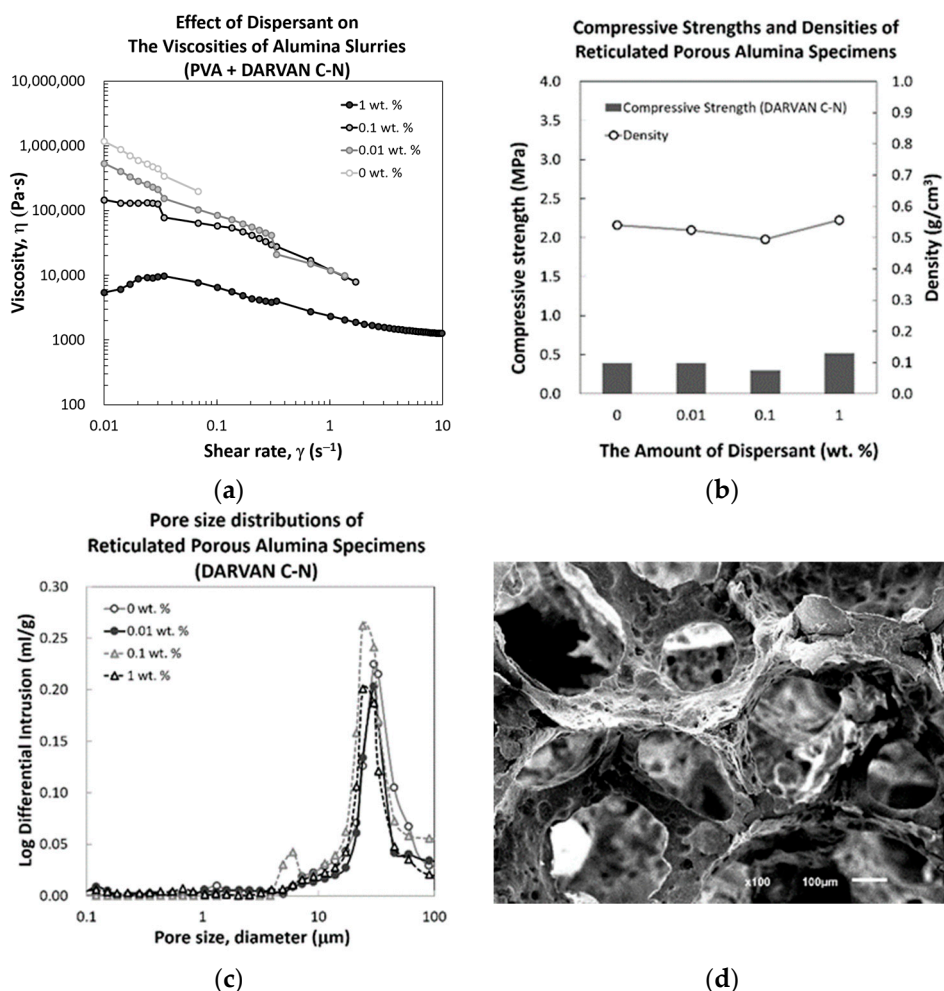 Effect of Dispersant on
The Viscosities of Alumina Slurries
(PVA + DARVAN C-N)
10,000,000
1,000,000
100,000
10,000
1000
100
Viscosity, η (Pa·s)
1 wt. %
0.1 wt. %
0.01 wt. %
0 wt. %
0.01
0.1
1
10
Shear rate, γ (s⁻¹)
(a)
Compressive Strengths and Densities of
Reticulated Porous Alumina Specimens
4.0
3.5
3.0
2.5
2.0
1.5
1.0
0.5
0.0
Compressive strength (MPa)
Compressive Strength (DARVAN C-N)
Density
1.0
0.9
0.8
0.7
0.6
0.5
0.4
0.3
0.2
0.1
0.0
Density (g/cm³)
0
0.01
0.1
1
The Amount of Dispersant (wt. %)
(b)
Pore size distributions of
Reticulated Porous Alumina Specimens
(DARVAN C-N)
0.30
0.25
0.20
0.15
0.10
0.05
0.00
Log Differential Intrusion (ml/g)
0 wt. %
0.01 wt. %
0.1 wt. %
1 wt. %
0.1
1
10
100
Pore size, diameter (μm)
(c)
x100 100μm
(d)